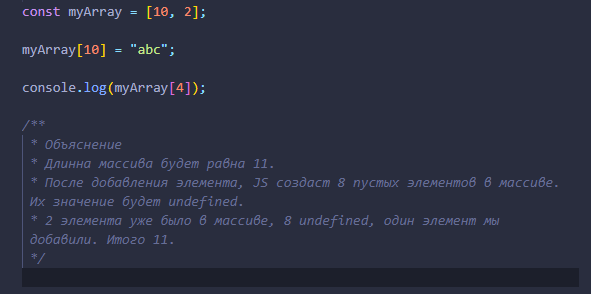 const myArray = [10, 2];
myArray[10] = "abc";
console.log(myArray[4]);
/**
* Объяснение
* Длинна массива будет равна 11.
* После добавления элемента, JS создаст 8 пустых элементов в массиве.
Их значение будет undefined.
* 2 элемента уже было в массиве, 8 undefined, один элемент мы
добавили. Итого 11.
*/